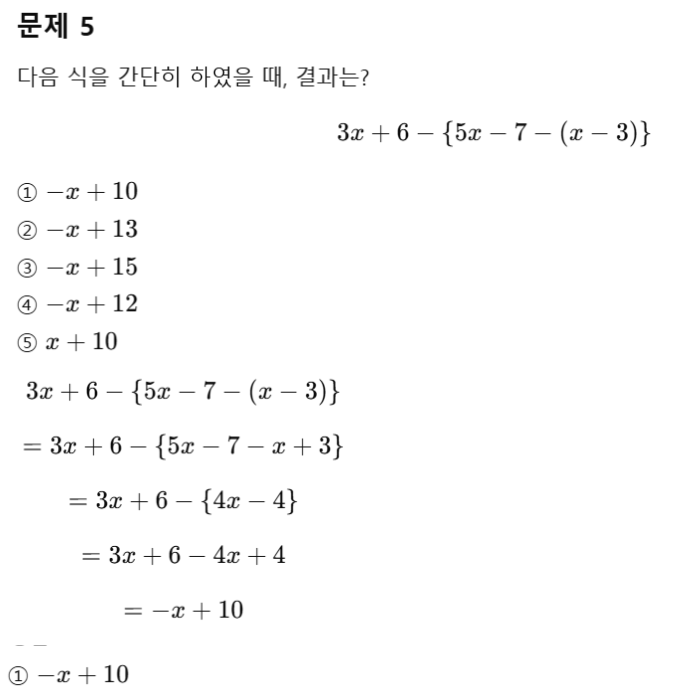 문제 5
다음 식을 간단히 하였을 때, 결과는?
3x + 6 − {5x − 7 − (x − 3)}
① −x + 10
② −x + 13
③ −x + 15
④ −x + 12
⑤ x + 10
3x + 6 − {5x − 7 − (x − 3)}
= 3x + 6 − {5x − 7 − x + 3}
= 3x + 6 − {4x − 4}
= 3x + 6 − 4x + 4
= −x + 10
① −x + 10